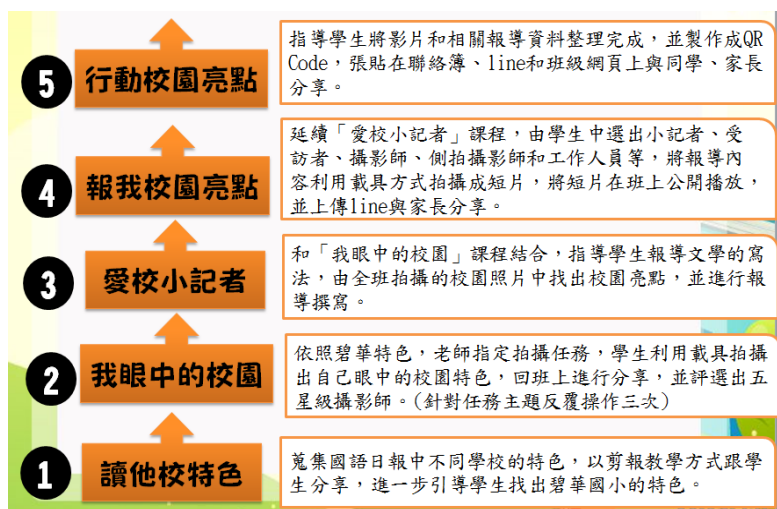 5
行動校園亮點
指導學生將影片和相關報導資料整理完成，並製作成QR
Code，張貼在聯絡簿、line和班級網頁上與同學、家長
分享。
4
報我校園亮點
延續「愛校小記者」課程，由學生中選出小記者、受
訪者、攝影師、側拍攝影師和工作人員等，將報導內
容利用載具方式拍攝成短片，將短片在班上公開播放，
並上傳line與家長分享。
3
愛校小記者
和「我眼中的校園」課程結合，指導學生報導文學的寫
法，由全班拍攝的校園照片中找出校園亮點，並進行報
導撰寫。
2
我眼中的校園
依照碧華特色，老師指定拍攝任務，學生利用載具拍攝
出自己眼中的校園特色，回班上進行分享，並評選出五
星級攝影師。(針對任務主題反覆操作三次)
1
讀他校特色
蒐集國語日報中不同學校的特色，以剪報教學方式跟學
生分享，進一步引導學生找出碧華國小的特色。